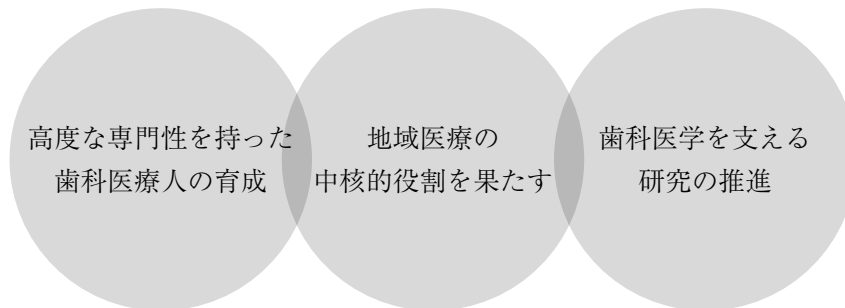 高度な専門性を持った
歯科医療人の育成
地域医療の
中核的役割を果たす
歯科医学を支える
研究の推進